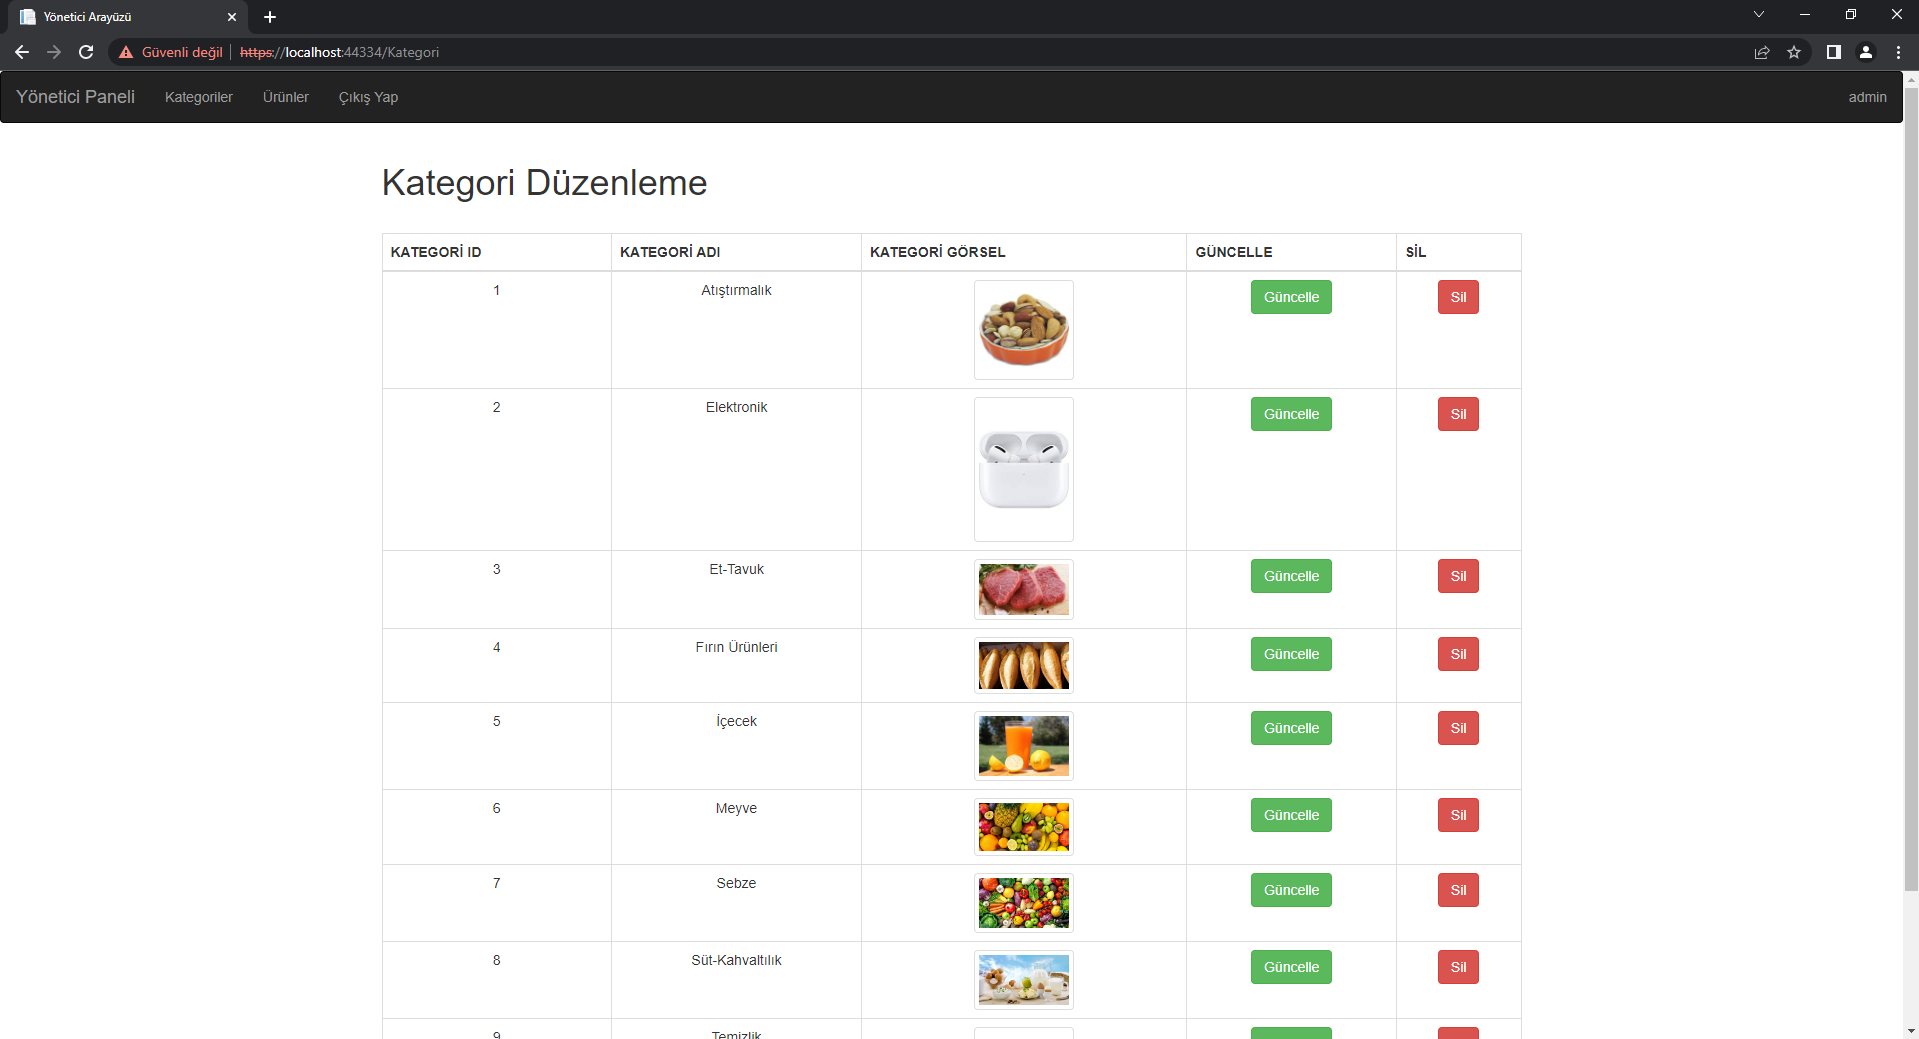 Yönetici Arayüzü
Güvenli değil https://localhost:44334/Kategori
Yönetici Paneli Kategoriler Ürünler Çıkış Yap admin
Kategori Düzenleme
KATEGORİ ID KATEGORİ ADI KATEGORİ GÖRSEL GÜNCELLE SİL
1 Atıştırmalık Güncelle Sil
2 Elektronik Güncelle Sil
3 Et-Tavuk Güncelle Sil
4 Fırın Ürünleri Güncelle Sil
5 İçecek Güncelle Sil
6 Meyve Güncelle Sil
7 Sebze Güncelle Sil
8 Süt-Kahvaltılık Güncelle Sil
9 Temizlik